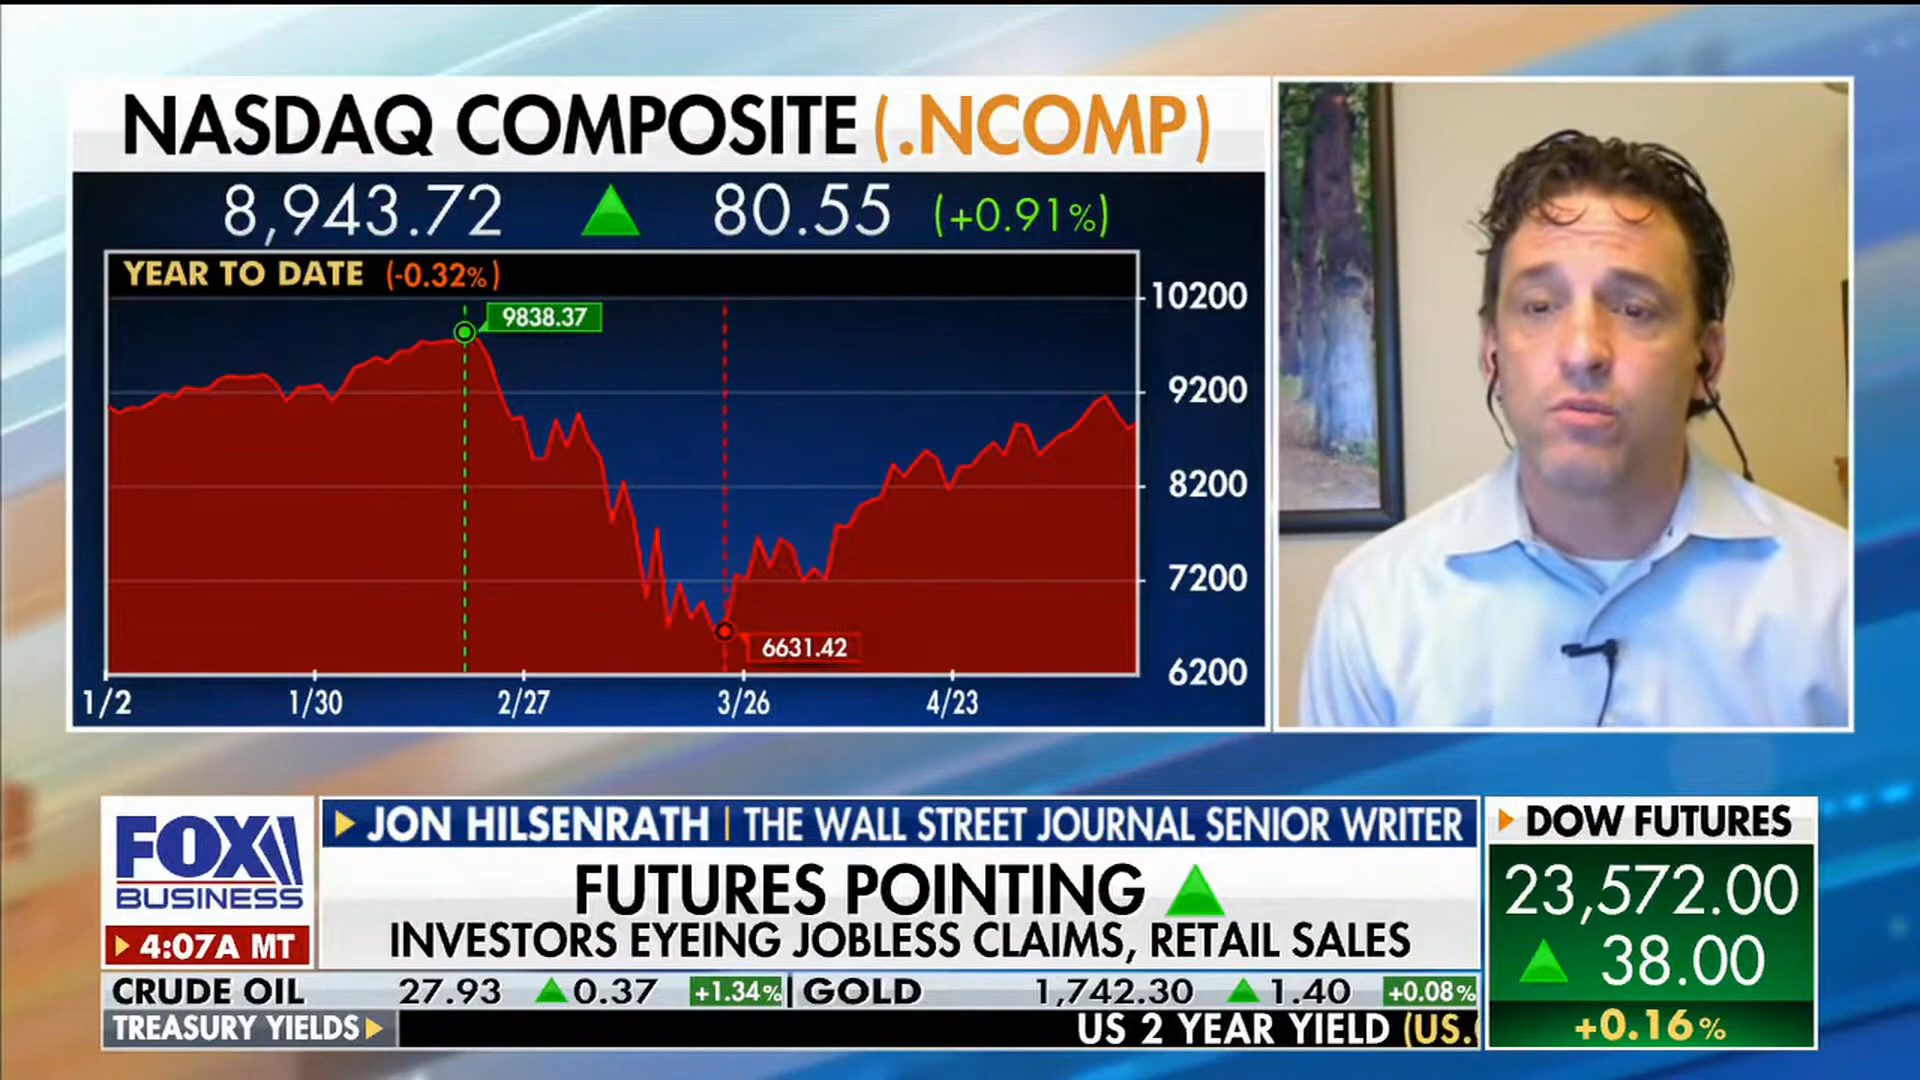 NASDAQ COMPOSITE (.NCOMP)
8,943.72 ▲ 80.55 (+0.91%)
YEAR TO DATE (-0.32%)
9838.37
6631.42
10200
9200
8200
7200
6200
1/2 1/30 2/27 3/26 4/23
FOX BUSINESS
4:07A MT
JON HILSENRATH | THE WALL STREET JOURNAL SENIOR WRITER
FUTURES POINTING ▲
INVESTORS EYEING JOBLESS CLAIMS, RETAIL SALES
DOW FUTURES
23,572.00
▲ 38.00
+0.16%
CRUDE OIL 27.93 ▲ 0.37 +1.34% | GOLD 1,742.30 ▲ 1.40 +0.08%
TREASURY YIELDS US 2 YEAR YIELD (US.